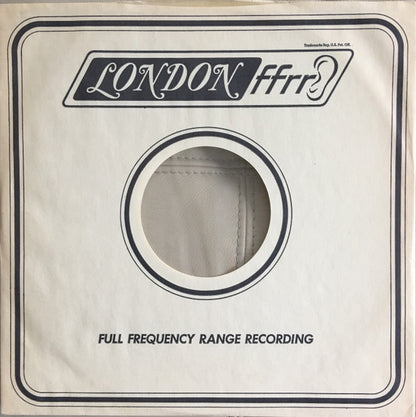 Trademarks Reg. U.S. Pat. Off.
LONDON ffrr
FULL FREQUENCY RANGE RECORDING